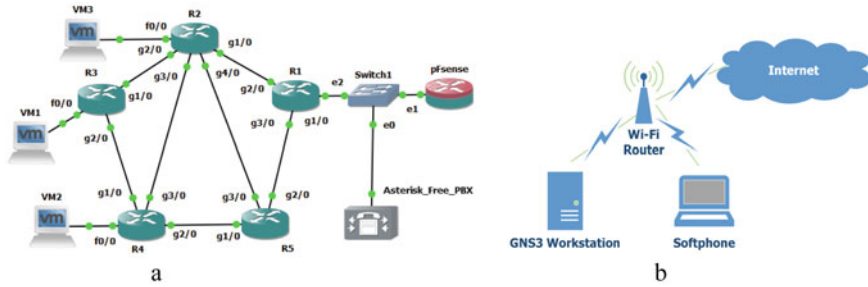 VM3
R2
f0/0
g2/0
g1/0
g3/0
g4/0
R3
f0/0
g1/0
g2/0
VM1
R1
g2/0
g3/0
g1/0
e2
Switch1
e1
e0
pfsense
Asterisk_Free_PBX
VM2
g1/0
g3/0
f0/0
g2/0
R4
g3/0
g2/0
g1/0
R5
a
Internet
Wi-Fi
Router
GNS3 Workstation
Softphone
b
vm
vm
vm